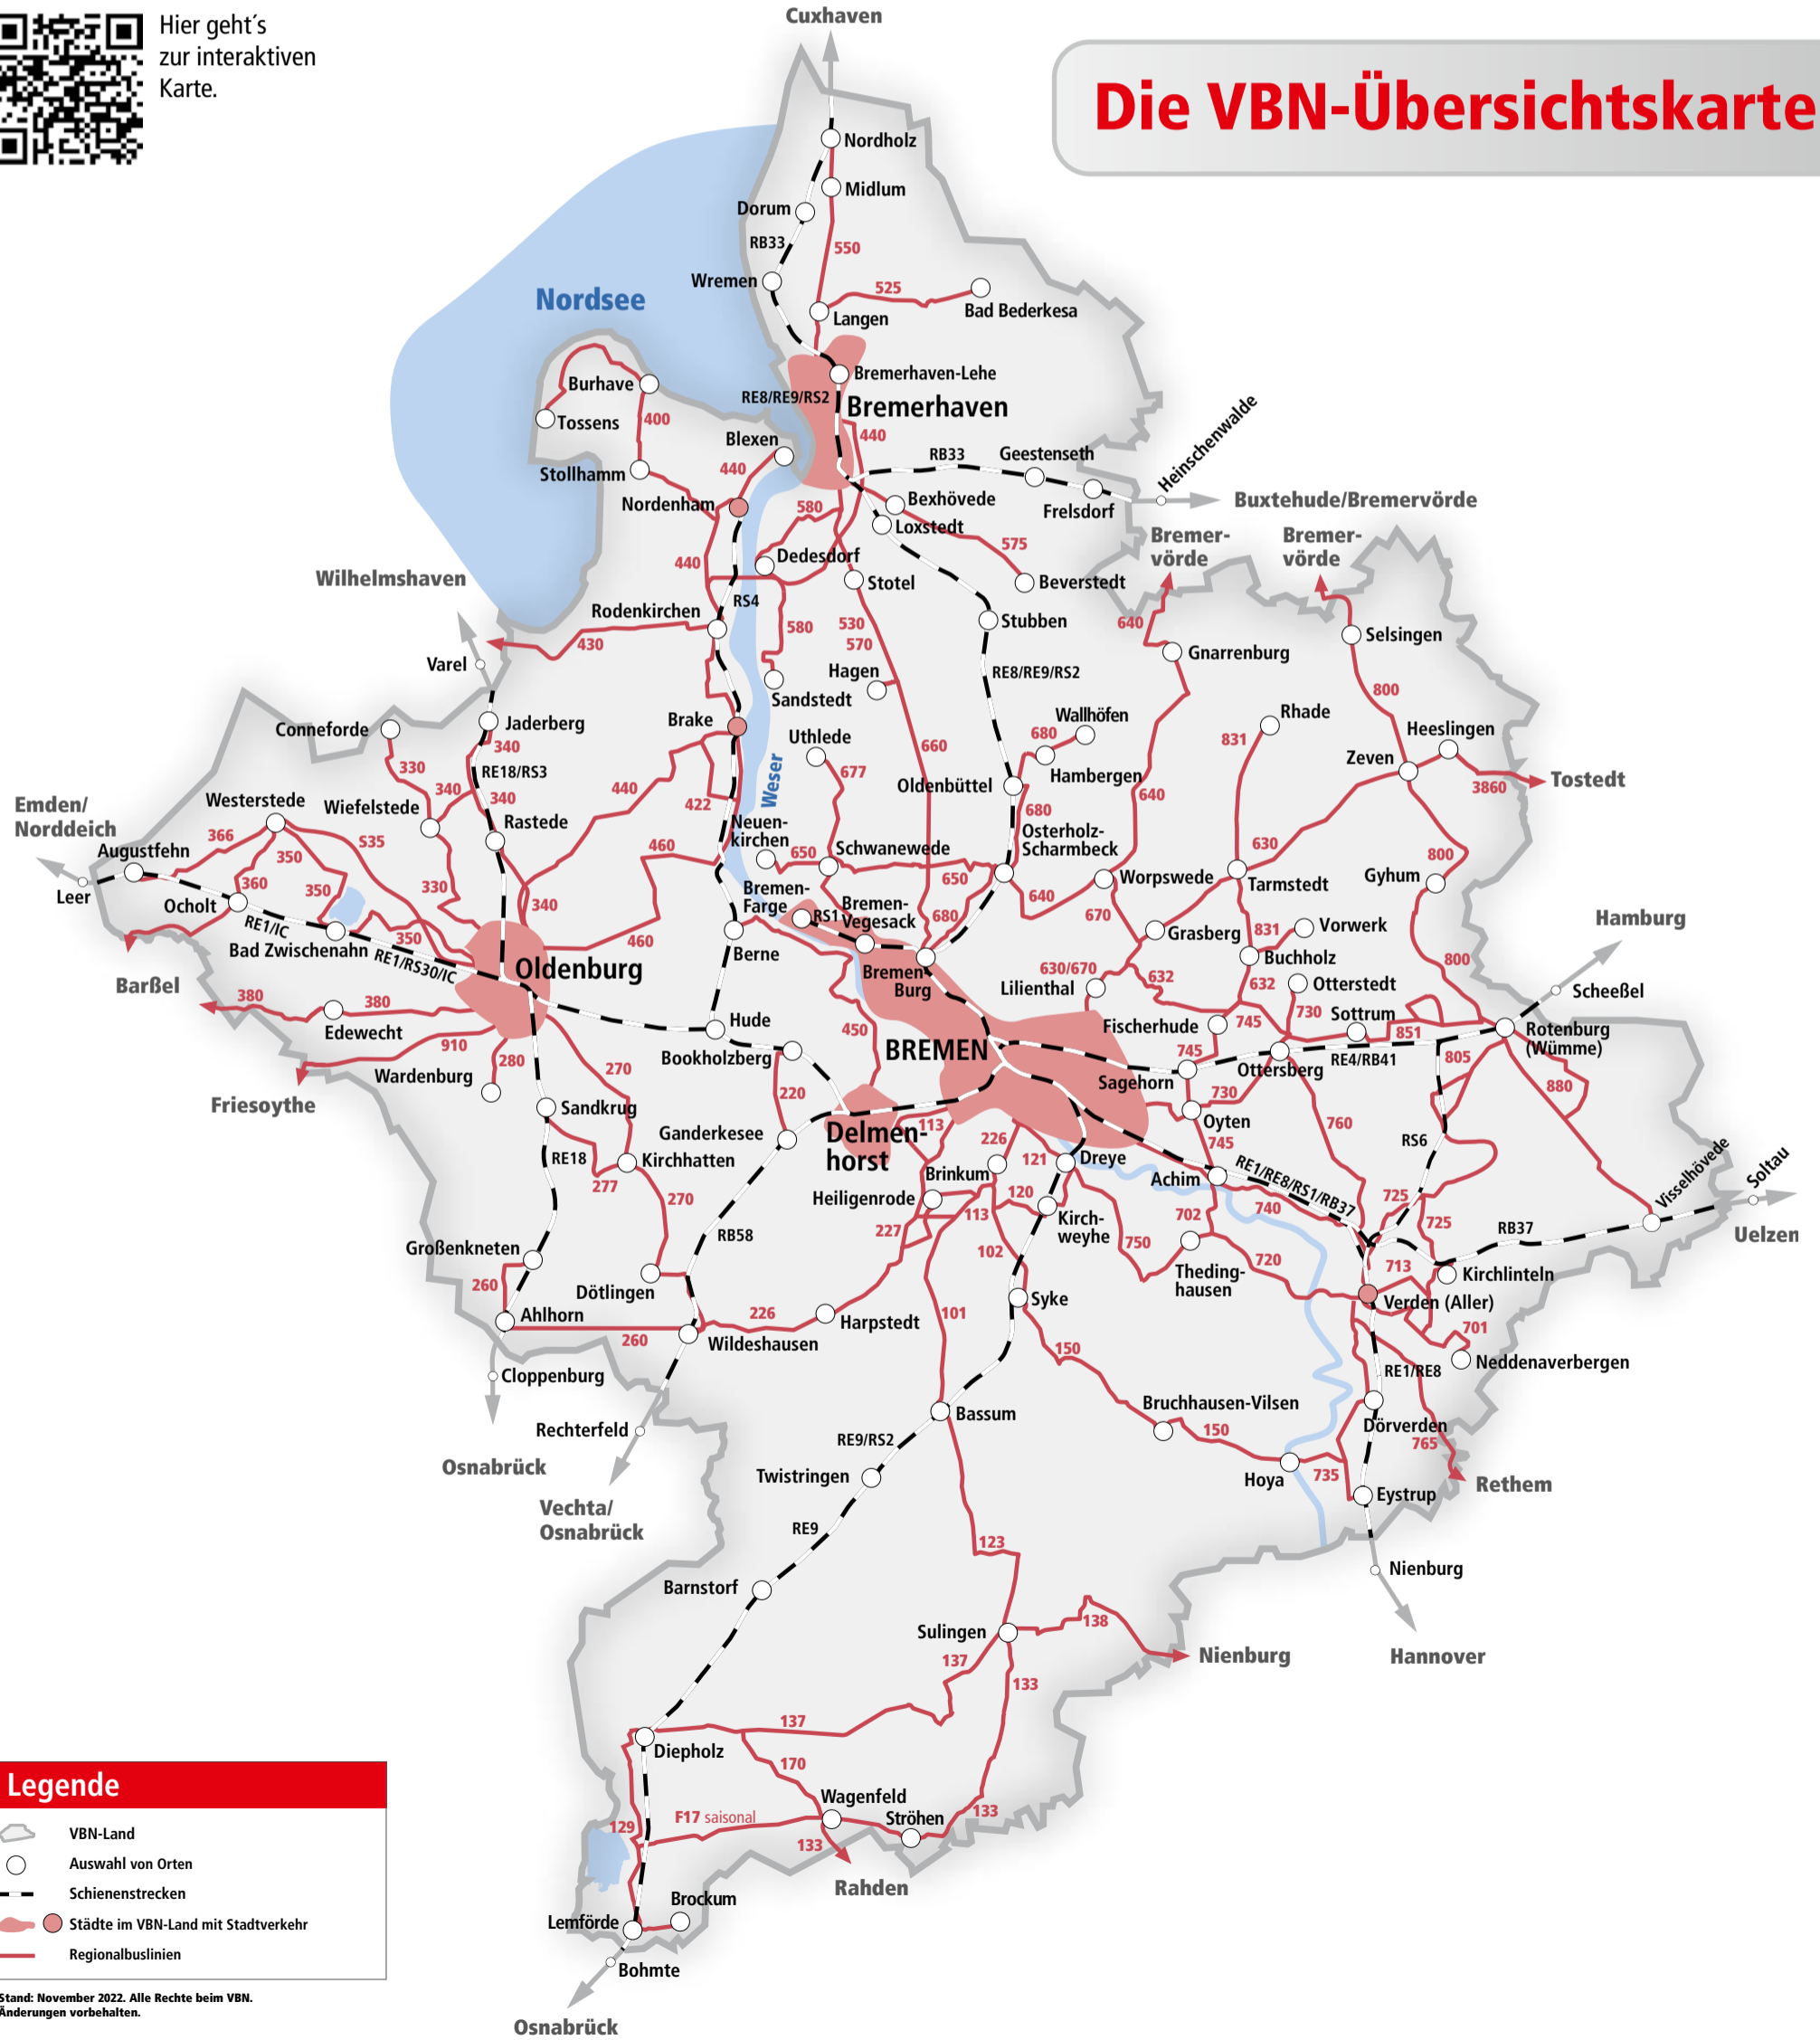 Hier geht´s
zur interaktiven
Karte.
Die VBN-Übersichtskarte
Cuxhaven
Nordholz
Midlum
Dorum
RB33
550
Wremen
525
Nordsee
Langen
Bad Bederkesa
Burhave
Bremerhaven-Lehe
RE8/RE9/RS2
Bremerhaven
Tossens
400
Blexen
440
Heinschenwalde
RB33
Geestenseth
440
Stollhamm
Nordenham
580
Bexhövede
Frelsdorf
Buxtehude/Bremervörde
Loxstedt
Bremer-
vörde
Bremer-
vörde
575
Dedesdorf
440
Stotel
Beverstedt
Wilhelmshaven
RS4
Rodenkirchen
580
530
570
Stubben
640
Selsingen
430
Gnarrenburg
Varel
Hagen
RE8/RE9/RS2
Sandstedt
800
Conneforde
Jaderberg
Brake
Wallhöfen
Rhade
Heeslingen
340
Uthlede
680
831
660
Zeven
330
RE18/RS3
677
Hambergen
Tostedt
340
440
Weser
Oldenbüttel
3860
Emden/
Norddeich
Westerstede
Wiefelstede
340
422
680
640
Rastede
Neuen-
kirchen
Osterholz-
Scharmbeck
366
S35
460
650
Schwanewede
630
Augustfehn
350
800
Leer
360
350
330
650
Worpswede
Tarmstedt
Gyhum
Ocholt
340
Bremen-
Farge
RS1
Bremen-
Vegesack
680
640
670
RE1/IC
Bad Zwischenahn
350
460
Grasberg
831
Vorwerk
Hamburg
RE1/RS30/IC
Oldenburg
Berne
Bremen-
Burg
630/670
632
Buchholz
800
Barßel
Lilienthal
632
Otterstedt
Scheeßel
380
380
Edewecht
Hude
450
BREMEN
Fischerhude
745
730
Sottrum
851
Rotenburg
(Wümme)
910
280
Bookholzberg
745
RE4/RB41
805
Wardenburg
270
220
Sagehorn
Ottersberg
880
Friesoythe
Sandkrug
730
Oyten
760
Ganderkesee
113
Delmen-
horst
226
745
RS6
RE18
Kirchhatten
121
Dreye
Brinkum
Achim
RE1/RE8/RS1/RB37
Visselhövede
Soltau
277
270
Heiligenrode
120
725
RB37
113
Kirch-
weyhe
702
740
725
Uelzen
RB58
227
102
750
Großenkneten
Theding-
hausen
720
713
Kirchlinteln
260
Dötlingen
Syke
Verden (Aller)
Ahlhorn
226
Harpstedt
101
701
260
Wildeshausen
150
RE1/RE8
Neddenaverbergen
Cloppenburg
Bruchhausen-Vilsen
Rechterfeld
Bassum
150
Dörverden
765
RE9/RS2
Osnabrück
Twistringen
Hoya
735
Rethem
Vechta/
Osnabrück
Eystrup
RE9
123
Nienburg
Barnstorf
Sulingen
138
137
Nienburg
Hannover
133
137
Diepholz
170
Legende
VBN-Land
Auswahl von Orten
Schienenstrecken
Städte im VBN-Land mit Stadtverkehr
Regionalbuslinien
Wagenfeld
F17 saisonal
Ströhen
133
129
133
Rahden
Brockum
Lemförde
Bohmte
Osnabrück
Stand: November 2022. Alle Rechte beim VBN.
Änderungen vorbehalten.